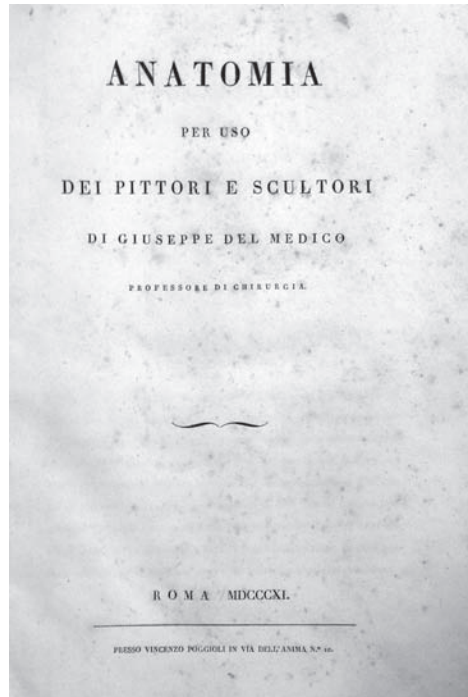 ANATOMIA
PER USO
DEI PITTORI E SCULTORI
DI GIUSEPPE DEL MEDICO
PROFESSORE DI CHIRURGIA.
ROMA MDCCCXI.
PRESSO VINCENZO POGGIOLI IN VIA DELL'ANIMA N.º